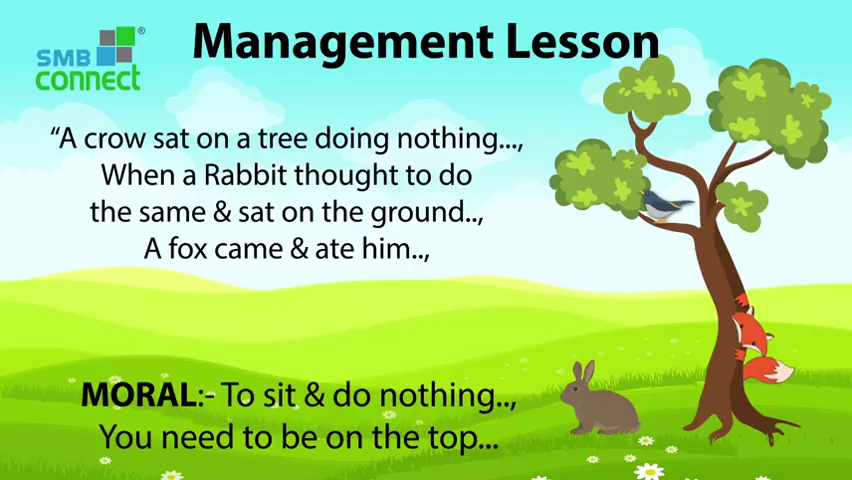 SMB
connect®
Management Lesson
“A crow sat on a tree doing nothing...,
When a Rabbit thought to do
the same & sat on the ground..,
A fox came & ate him..,
MORAL:- To sit & do nothing..,
You need to be on the top...